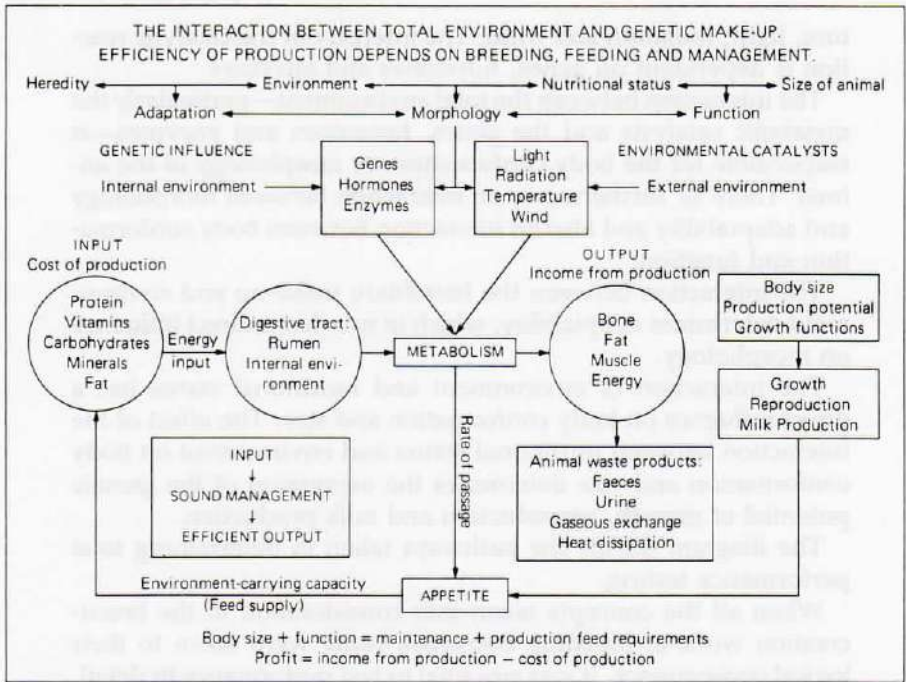 THE INTERACTION BETWEEN TOTAL ENVIRONMENT AND GENETIC MAKE-UP.
EFFICIENCY OF PRODUCTION DEPENDS ON BREEDING, FEEDING AND MANAGEMENT
Heredity Environment Nutritional status Size of animal
Adaptation Morphology Function
GENETIC INFLUENCE
Internal environment
Genes
Hormones
Enzymes
Light
Radiation
Temperature
Wind
ENVIRONMENTAL CATALYSTS
External environment
INPUT
Cost of production
Protein
Vitamins
Carbohydrates
Minerals
Fat
Energy
input
Digestive tract:
Rumen
Internal envi-
ronment
METABOLISM
OUTPUT
Income from production
Bone
Fat
Muscle
Energy
Body size
Production potential
Growth functions
Growth
Reproduction
Milk Production
Rate of passage
INPUT
SOUND MANAGEMENT
EFFICIENT OUTPUT
Animal waste products:
Faeces
Urine
Gaseous exchange
Heat dissipation
Environment-carrying capacity
(Feed supply)
APPETITE
Body size + function = maintenance + production feed requirements
Profit = income from production − cost of production